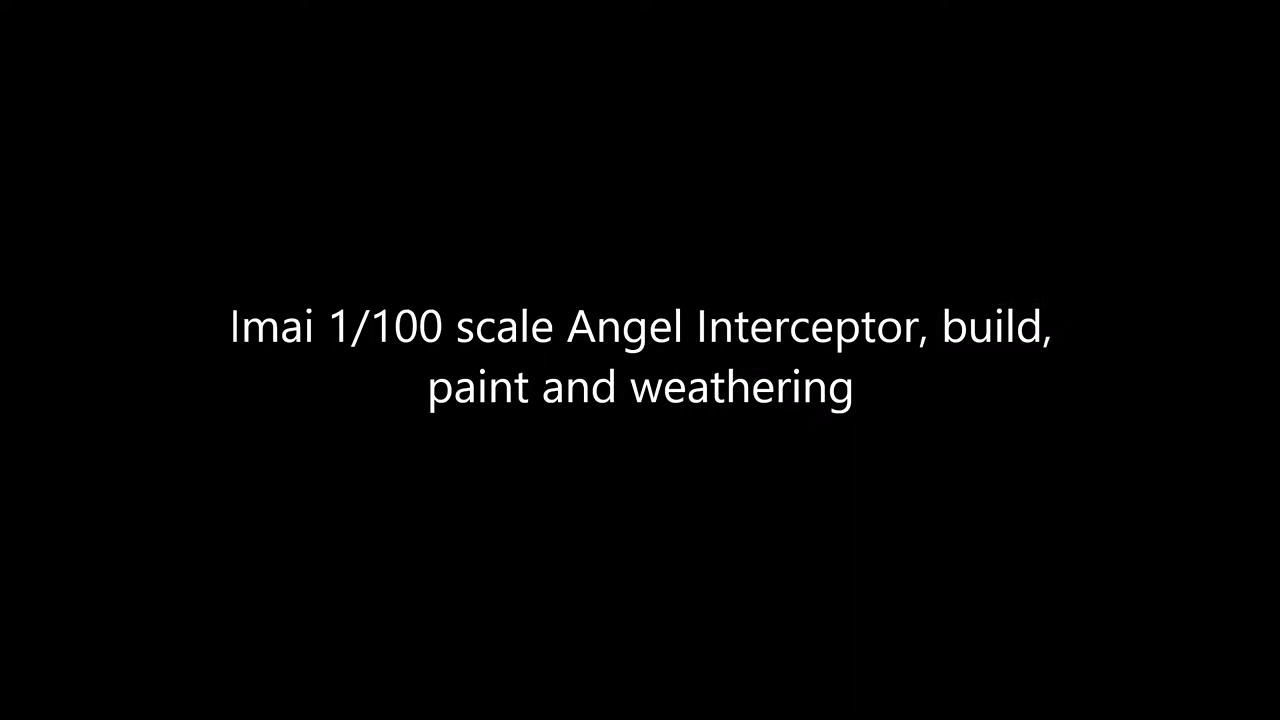 Imai 1/100 scale Angel Interceptor, build,
paint and weathering